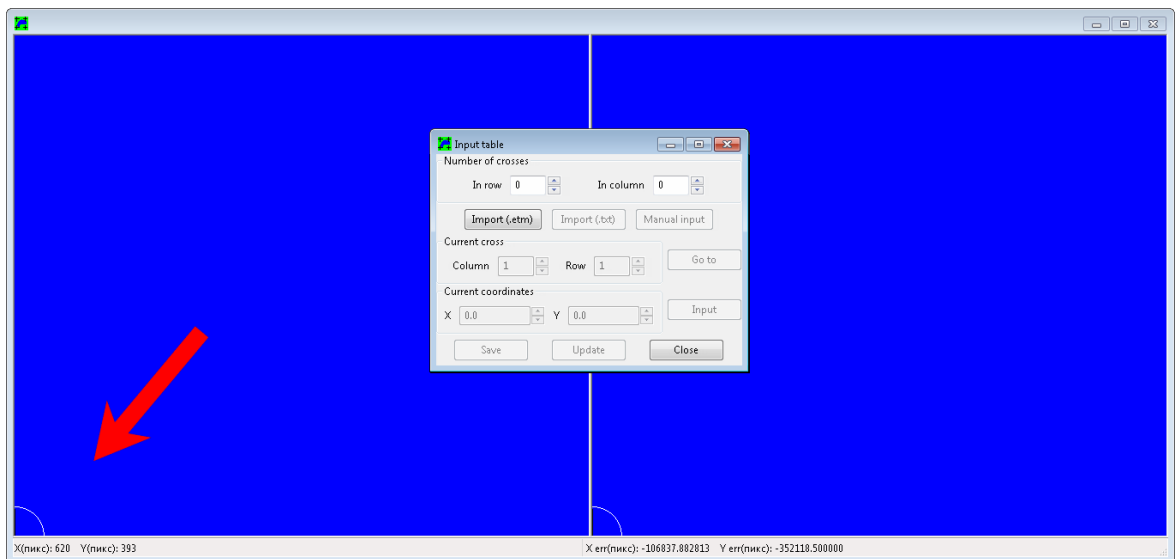 Input table
Number of crosses
In row 0 In column 0
Import (.etm) Import (.txt) Manual input
Current cross
Column 1 Row 1 Go to
Current coordinates
X 0.0 Y 0.0 Input
Save Update Close
X(пикс): 620 Y(пикс): 393 X err(пикс): -106837.882813 Y err(пикс): -352118.500000